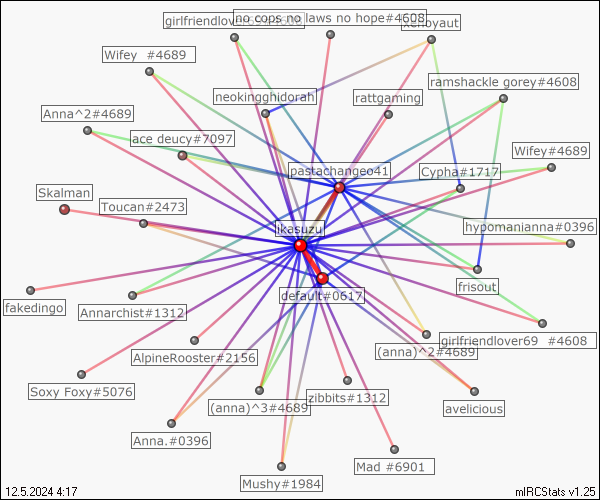 girlfriendlover69
no cops no laws no hope#4608
xenoyaut
Wifey  #4689
ramshackle gorey#4608
neokingghidorah
rattgaming
Anna^2#4689
ace deucy#7097
Wifey#4689
pastachangeo41
Cypha#1717
Skalman
Toucan#2473
ikasuzu
hypomanianna#0396
default#0617
frisout
fakedingo
Annarchist#1312
girlfriendlover69  #4608
AlpineRooster#2156
(anna)^2#4689
Soxy Foxy#5076
(anna)^3#4689
zibbits#1312
avelicious
Anna.#0396
Mad #6901
Mushy#1984
12.5.2024 4:17
mIRCStats v1.25